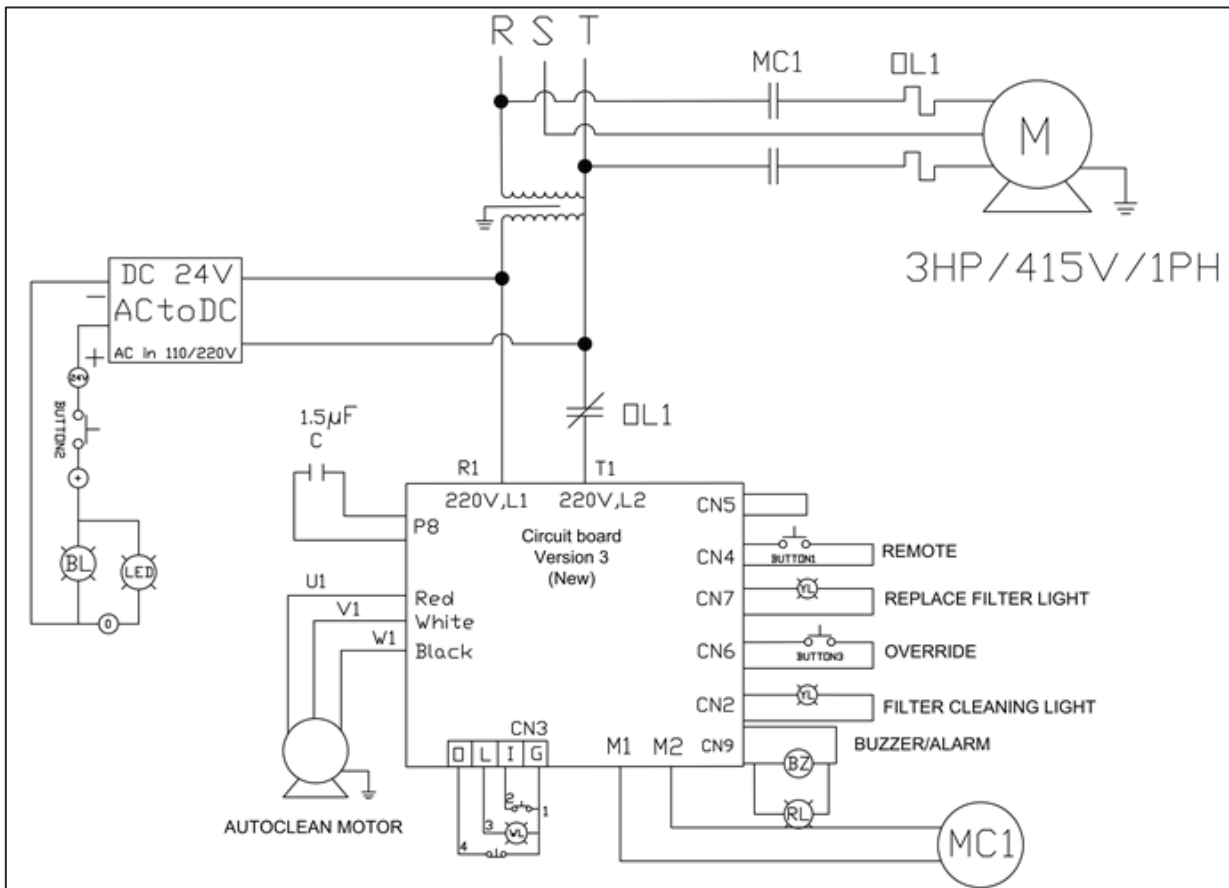 R S T
MC1
OL1
M
3HP/415V/1PH
DC 24V
ACtoDC
AC in 110/220V
−
+
24V
BUTTON2
+
BL
LED
0
OL1
1.5µF
C
R1
T1
220V,L1
220V,L2
Circuit board
Version 3
(New)
P8
U1
Red
V1
White
W1
Black
AUTOCLEAN MOTOR
CN3
O L I G
2
1
3
WL
4
M1
M2
CN5
CN4
BUTTON1
REMOTE
CN7
YL
REPLACE FILTER LIGHT
CN6
BUTTON3
OVERRIDE
CN2
YL
FILTER CLEANING LIGHT
CN9
BUZZER/ALARM
BZ
RL
MC1